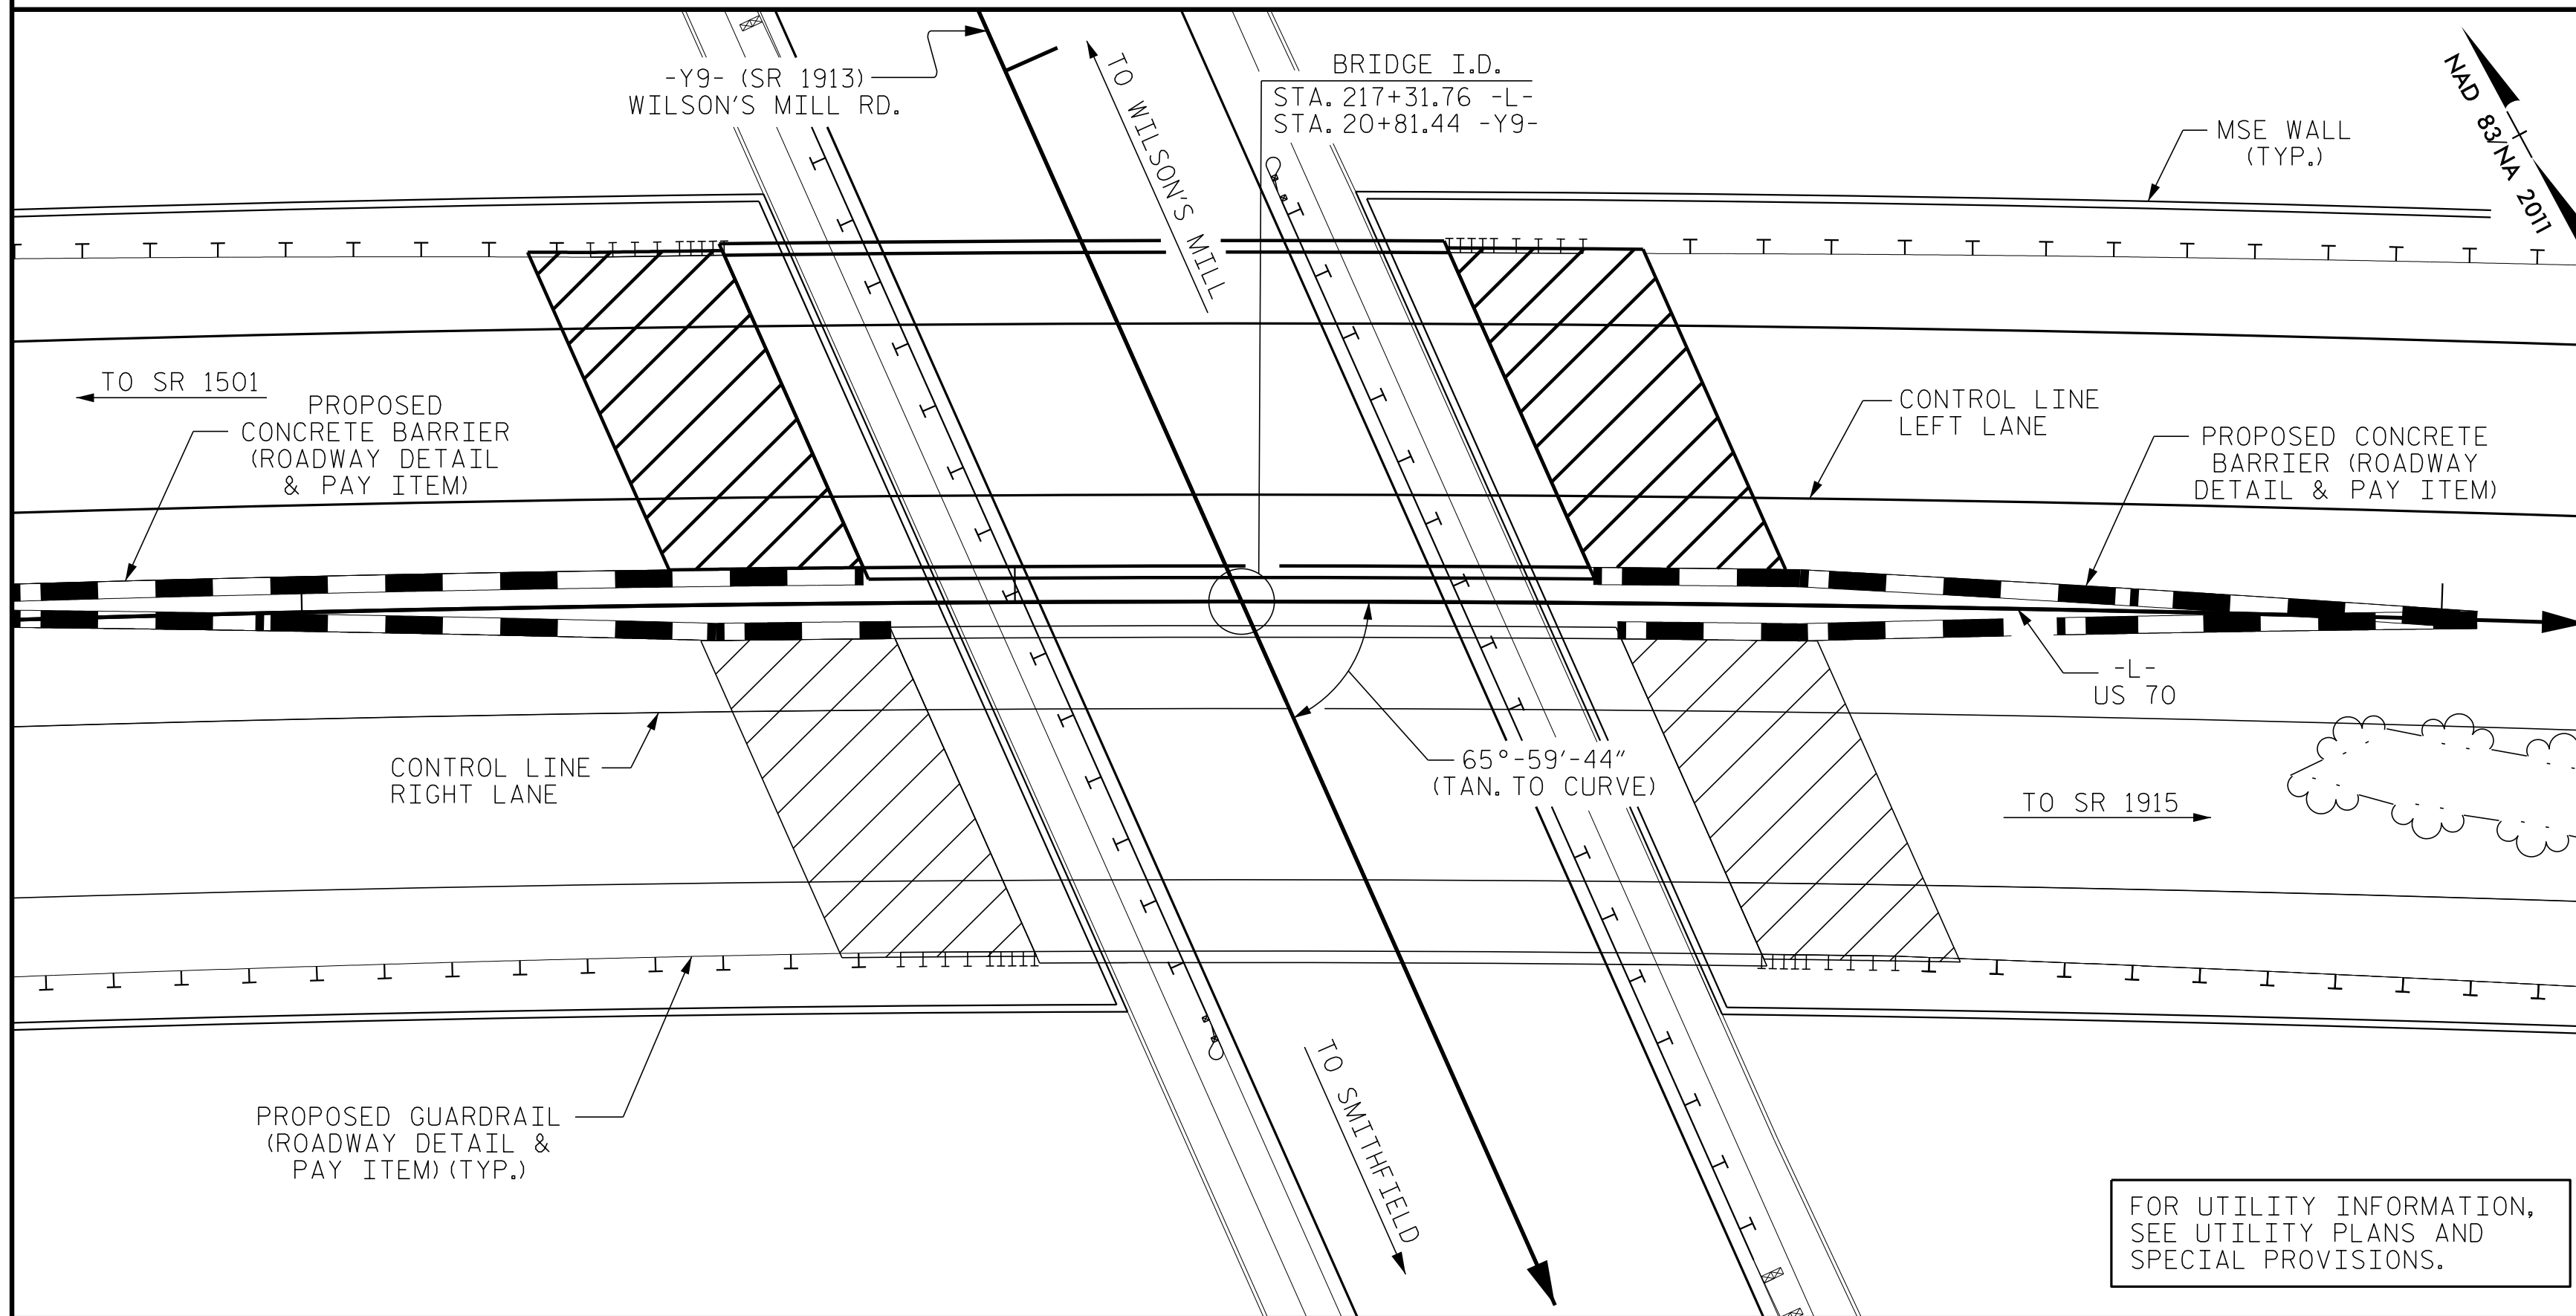 -Y9- (SR 1913)
WILSON'S MILL RD.
TO WILSON'S MILL
BRIDGE I.D.
STA. 217+31.76 -L-
STA. 20+81.44 -Y9-
MSE WALL
(TYP.)
NAD 83/NA 2011
TO SR 1501
PROPOSED
CONCRETE BARRIER
(ROADWAY DETAIL
& PAY ITEM)
CONTROL LINE
LEFT LANE
PROPOSED CONCRETE
BARRIER (ROADWAY
DETAIL & PAY ITEM)
-L-
US 70
CONTROL LINE
RIGHT LANE
65°-59'-44"
(TAN. TO CURVE)
TO SR 1915
PROPOSED GUARDRAIL
(ROADWAY DETAIL &
PAY ITEM) (TYP.)
TO SMITHFIELD
FOR UTILITY INFORMATION,
SEE UTILITY PLANS AND
SPECIAL PROVISIONS.